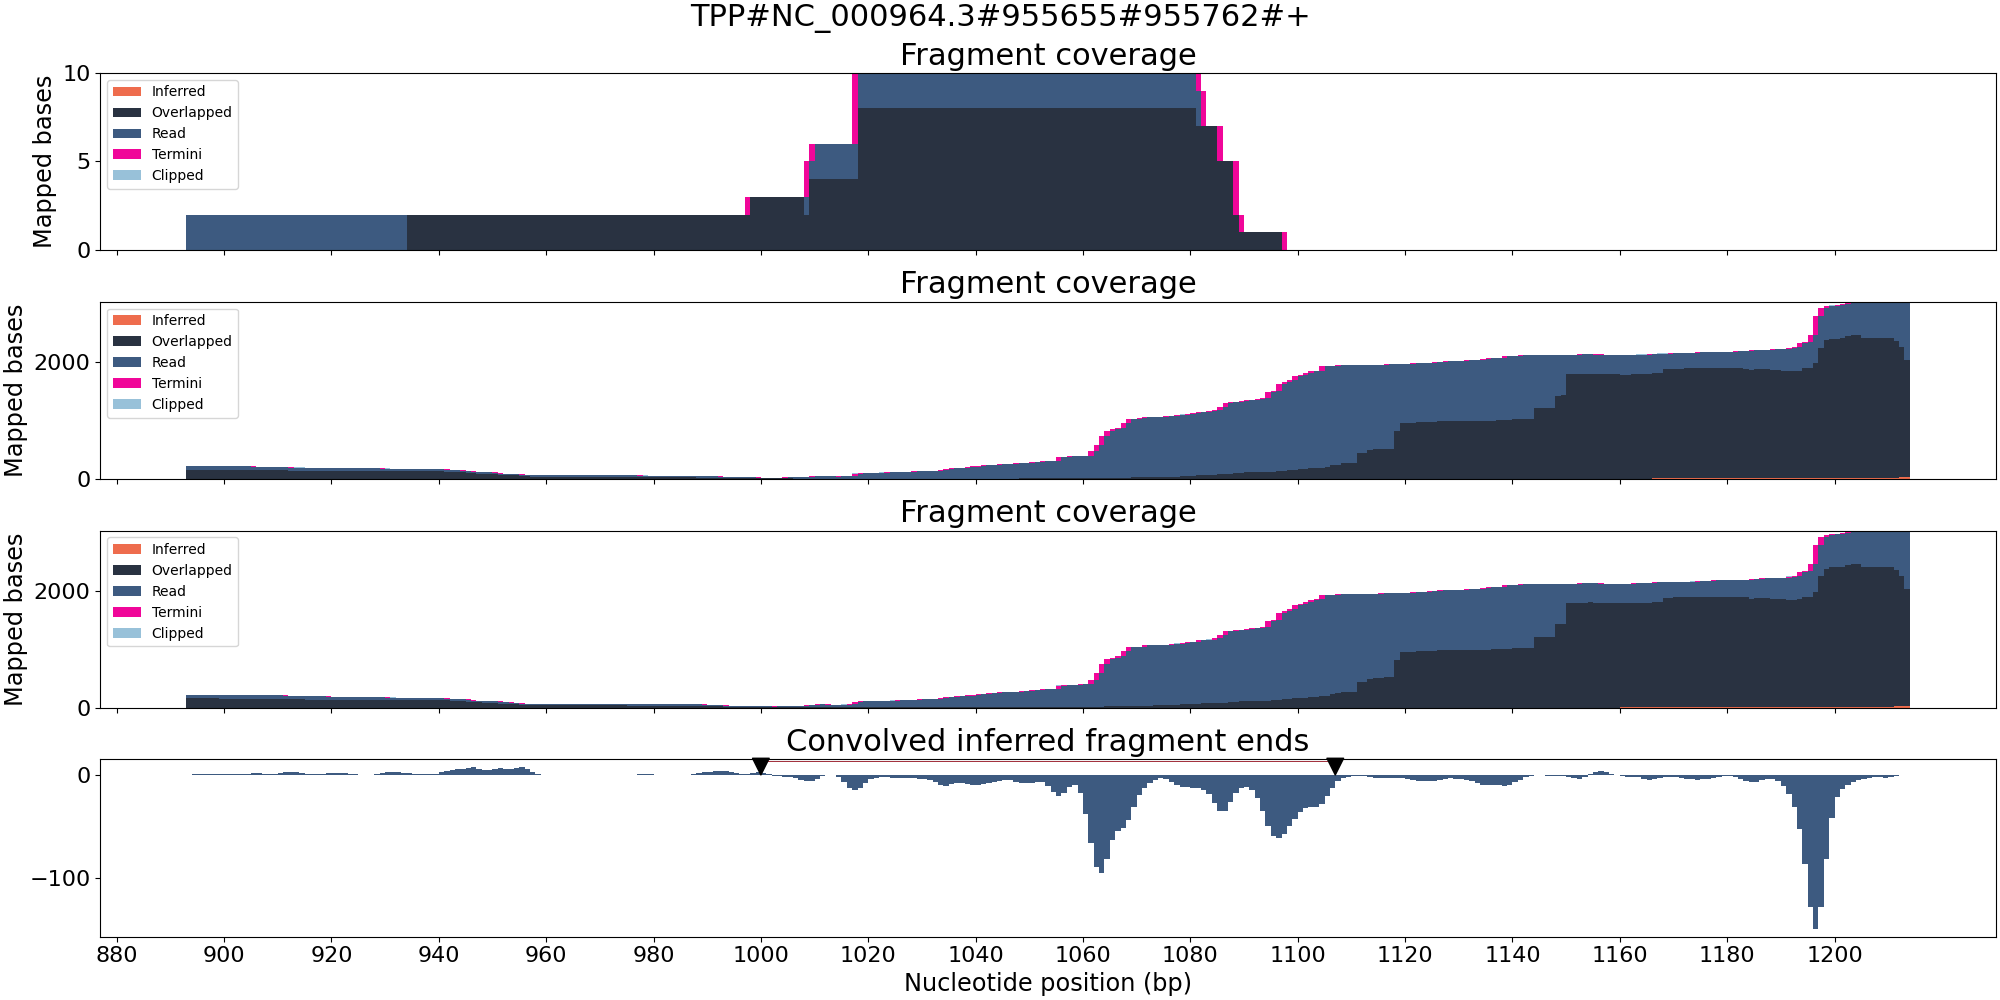 TPP#NC_000964.3#955655#955762#+
Fragment coverage
Mapped bases
10
5
0
Inferred
Overlapped
Read
Termini
Clipped
Fragment coverage
Mapped bases
2000
0
Inferred
Overlapped
Read
Termini
Clipped
Fragment coverage
Mapped bases
2000
0
Inferred
Overlapped
Read
Termini
Clipped
Convolved inferred fragment ends
0
−100
880 900 920 940 960 980 1000 1020 1040 1060 1080 1100 1120 1140 1160 1180 1200
Nucleotide position (bp)